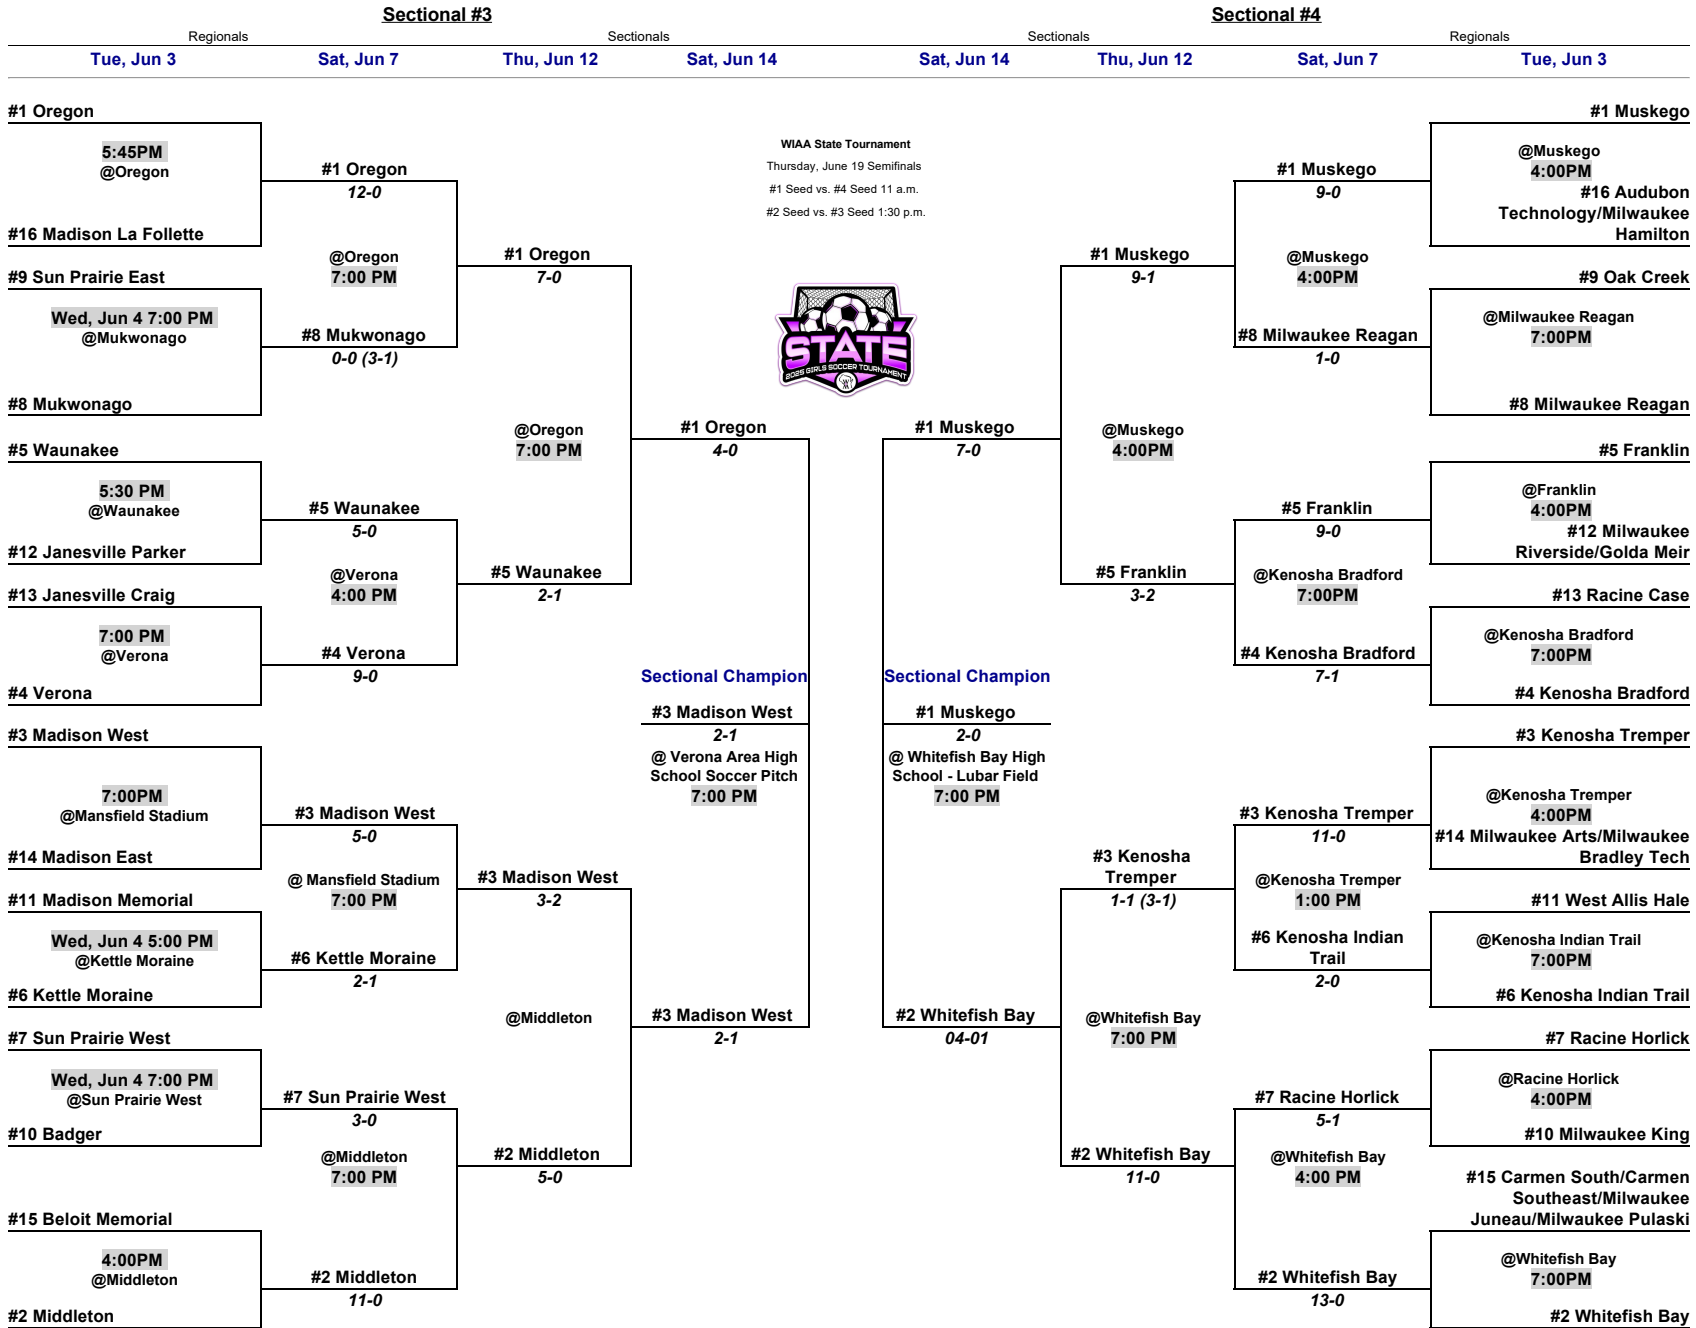 Sectional #3
Sectional #4
Regionals
Sectionals
Sectionals
Regionals
Tue, Jun 3
Sat, Jun 7
Thu, Jun 12
Sat, Jun 14
Sat, Jun 14
Thu, Jun 12
Sat, Jun 7
Tue, Jun 3
#1 Oregon
5:45PM
@Oregon
#16 Madison La Follette
#9 Sun Prairie East
Wed, Jun 4 7:00 PM
@Mukwonago
#8 Mukwonago
#5 Waunakee
5:30 PM
@Waunakee
#12 Janesville Parker
#13 Janesville Craig
7:00 PM
@Verona
#4 Verona
#3 Madison West
7:00PM
@Mansfield Stadium
#14 Madison East
#11 Madison Memorial
Wed, Jun 4 5:00 PM
@Kettle Moraine
#6 Kettle Moraine
#7 Sun Prairie West
Wed, Jun 4 7:00 PM
@Sun Prairie West
#10 Badger
#15 Beloit Memorial
4:00PM
@Middleton
#2 Middleton
#1 Oregon
12-0
@Oregon
7:00 PM
#8 Mukwonago
0-0 (3-1)
#5 Waunakee
5-0
@Verona
4:00 PM
#4 Verona
9-0
#3 Madison West
5-0
@ Mansfield Stadium
7:00 PM
#6 Kettle Moraine
2-1
#7 Sun Prairie West
3-0
@Middleton
7:00 PM
#2 Middleton
11-0
#1 Oregon
7-0
@Oregon
7:00 PM
#5 Waunakee
2-1
#3 Madison West
3-2
@Middleton
#2 Middleton
5-0
#1 Oregon
4-0
Sectional Champion
#3 Madison West
2-1
@ Verona Area High
School Soccer Pitch
7:00 PM
#3 Madison West
2-1
WIAA State Tournament
Thursday, June 19 Semifinals
#1 Seed vs. #4 Seed 11 a.m.
#2 Seed vs. #3 Seed 1:30 p.m.
STATE
2025 GIRLS SOCCER TOURNAMENT
#1 Muskego
7-0
Sectional Champion
#1 Muskego
2-0
@ Whitefish Bay High
School - Lubar Field
7:00 PM
#2 Whitefish Bay
04-01
#1 Muskego
9-1
@Muskego
4:00PM
#5 Franklin
3-2
#3 Kenosha
Tremper
1-1 (3-1)
@Whitefish Bay
7:00 PM
#2 Whitefish Bay
11-0
#1 Muskego
9-0
@Muskego
4:00PM
#8 Milwaukee Reagan
1-0
#5 Franklin
9-0
@Kenosha Bradford
7:00PM
#4 Kenosha Bradford
7-1
#3 Kenosha Tremper
11-0
@Kenosha Tremper
1:00 PM
#6 Kenosha Indian
Trail
2-0
#7 Racine Horlick
5-1
@Whitefish Bay
4:00 PM
#2 Whitefish Bay
13-0
#1 Muskego
@Muskego
4:00PM
#16 Audubon
Technology/Milwaukee
Hamilton
#9 Oak Creek
@Milwaukee Reagan
7:00PM
#8 Milwaukee Reagan
#5 Franklin
@Franklin
4:00PM
#12 Milwaukee
Riverside/Golda Meir
#13 Racine Case
@Kenosha Bradford
7:00PM
#4 Kenosha Bradford
#3 Kenosha Tremper
@Kenosha Tremper
4:00PM
#14 Milwaukee Arts/Milwaukee
Bradley Tech
#11 West Allis Hale
@Kenosha Indian Trail
7:00PM
#6 Kenosha Indian Trail
#7 Racine Horlick
@Racine Horlick
4:00PM
#10 Milwaukee King
#15 Carmen South/Carmen
Southeast/Milwaukee
Juneau/Milwaukee Pulaski
@Whitefish Bay
7:00PM
#2 Whitefish Bay